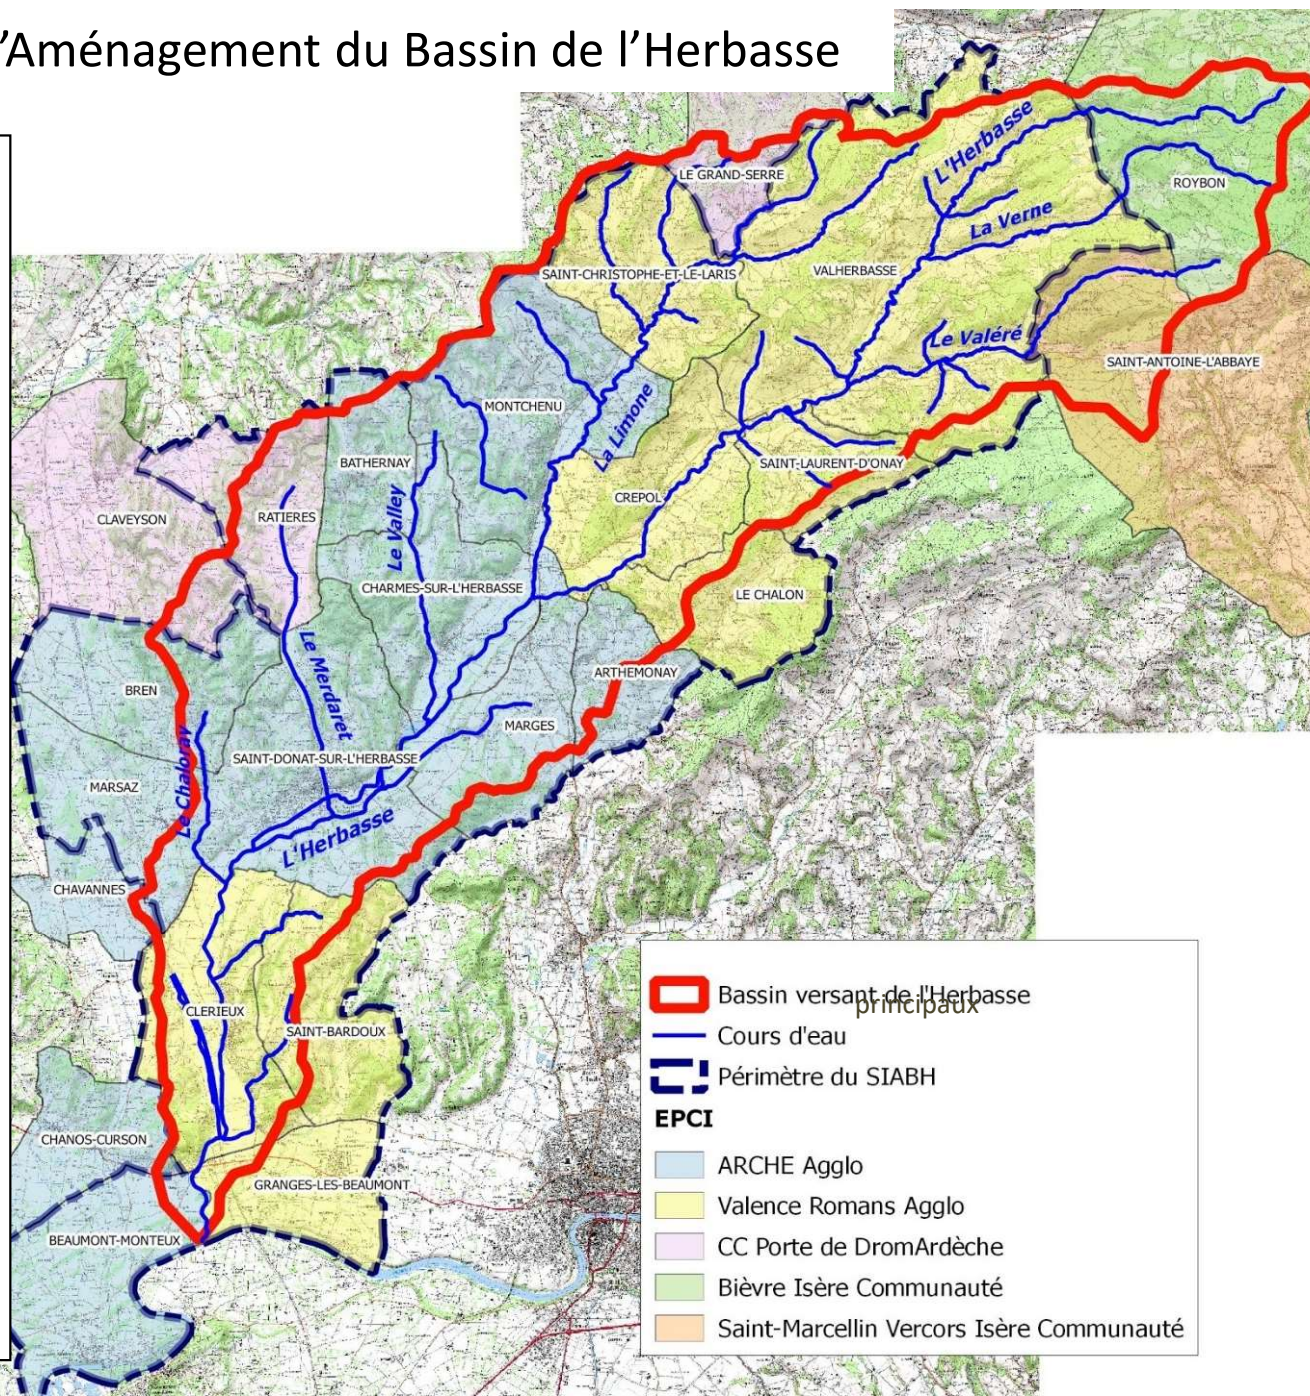 ’Aménagement du Bassin de l’Herbasse
L'Herbasse
LE GRAND-SERRE
ROYBON
La Verne
SAINT-CHRISTOPHE-ET-LE-LARIS
VALHERBASSE
Le Valéré
SAINT-ANTOINE-L'ABBAYE
MONTCHENU
La Limone
BATHERNAY
SAINT-LAURENT-D'ONAY
CREPOL
CLAVEYSON
RATIERES
Le Valley
CHARMES-SUR-L'HERBASSE
LE CHALON
Le Merdaret
ARTHEMONAY
BREN
MARGES
SAINT-DONAT-SUR-L'HERBASSE
MARSAZ
Le Chalonay
L'Herbasse
CHAVANNES
CLERIEUX
SAINT-BARDOUX
CHANOS-CURSON
GRANGES-LES-BEAUMONT
BEAUMONT-MONTEUX
Bassin versant de l'Herbasse
principaux
Cours d'eau
Périmètre du SIABH
EPCI
ARCHE Agglo
Valence Romans Agglo
CC Porte de DromArdèche
Bièvre Isère Communauté
Saint-Marcellin Vercors Isère Communauté